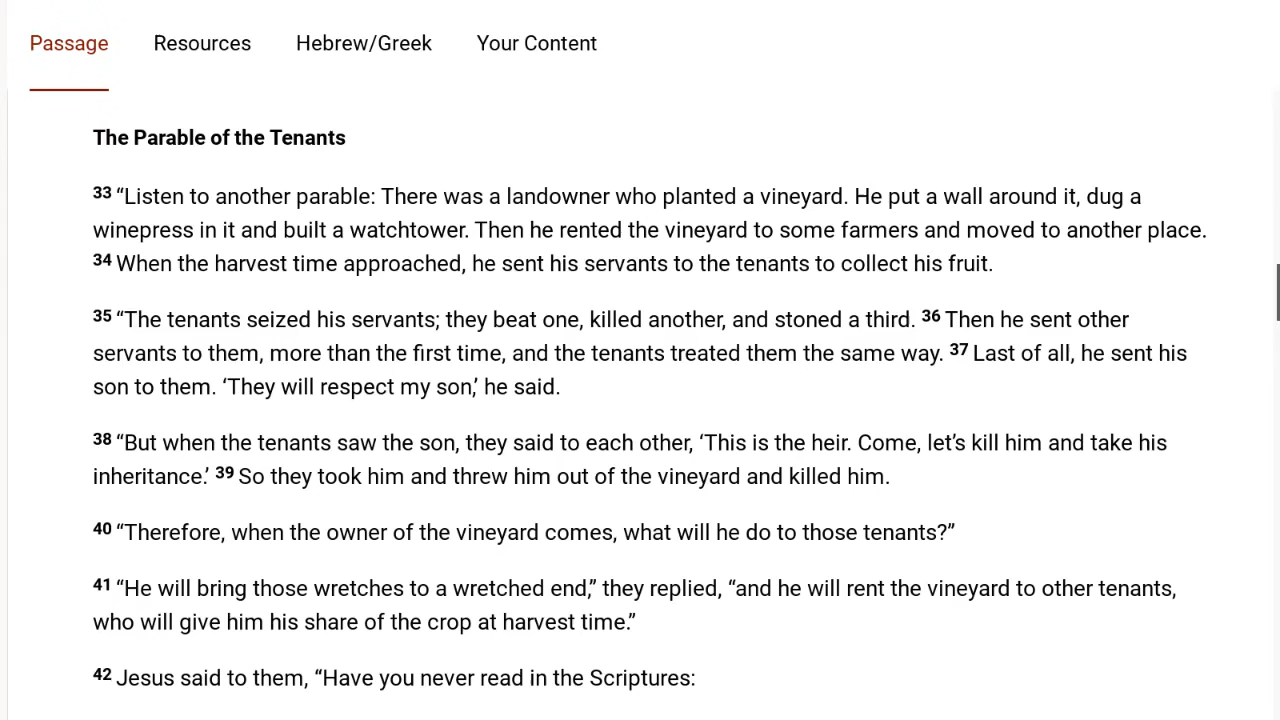 Passage Resources Hebrew/Greek Your Content
The Parable of the Tenants
33 “Listen to another parable: There was a landowner who planted a vineyard. He put a wall around it, dug a
winepress in it and built a watchtower. Then he rented the vineyard to some farmers and moved to another place.
34 When the harvest time approached, he sent his servants to the tenants to collect his fruit.
35 “The tenants seized his servants; they beat one, killed another, and stoned a third. 36 Then he sent other
servants to them, more than the first time, and the tenants treated them the same way. 37 Last of all, he sent his
son to them. ‘They will respect my son,’ he said.
38 “But when the tenants saw the son, they said to each other, ‘This is the heir. Come, let’s kill him and take his
inheritance.’ 39 So they took him and threw him out of the vineyard and killed him.
40 “Therefore, when the owner of the vineyard comes, what will he do to those tenants?”
41 “He will bring those wretches to a wretched end,” they replied, “and he will rent the vineyard to other tenants,
who will give him his share of the crop at harvest time.”
42 Jesus said to them, “Have you never read in the Scriptures: